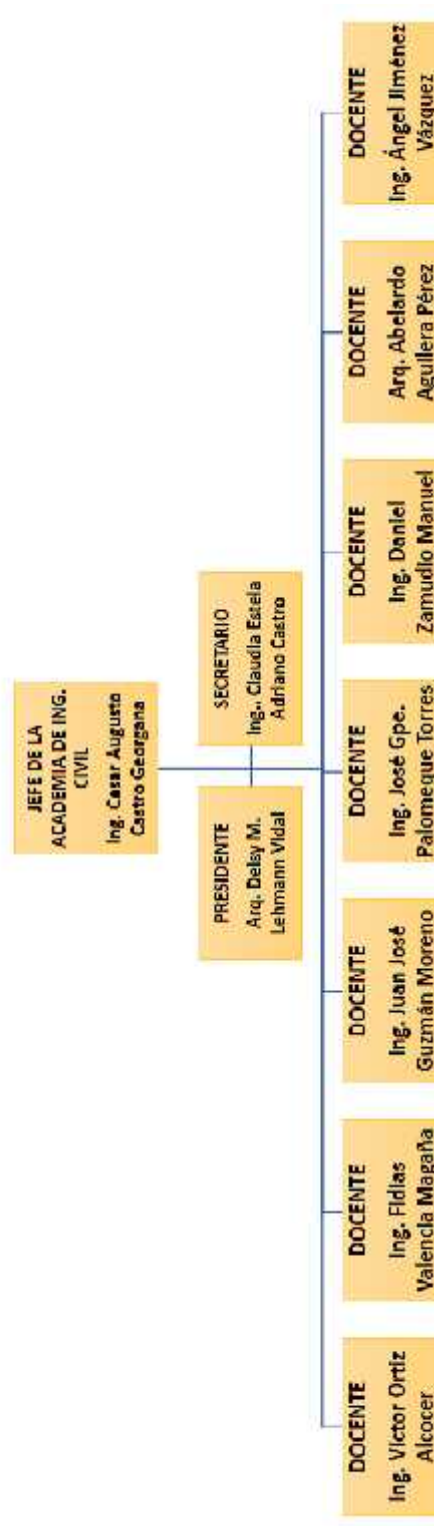 JEFE DE LA
ACADEMIA DE ING.
CIVIL
Ing. Cesar Augusto
Castro Georgana
PRESIDENTE
Arq. Delsy M.
Lehmann Vidal
SECRETARIO
Ing.. Claudia Estela
Adriano Castro
DOCENTE
Ing. Víctor Ortiz
Alcocer
DOCENTE
Ing. Fidias
Valencia Magaña
DOCENTE
Ing. Juan José
Guzmán Moreno
DOCENTE
Ing. José Gpe.
Palomeque Torres
DOCENTE
Ing. Daniel
Zamudio Manuel
DOCENTE
Arq. Abelardo
Aguilera Pérez
DOCENTE
Ing. Ángel Jiménez
Vázquez